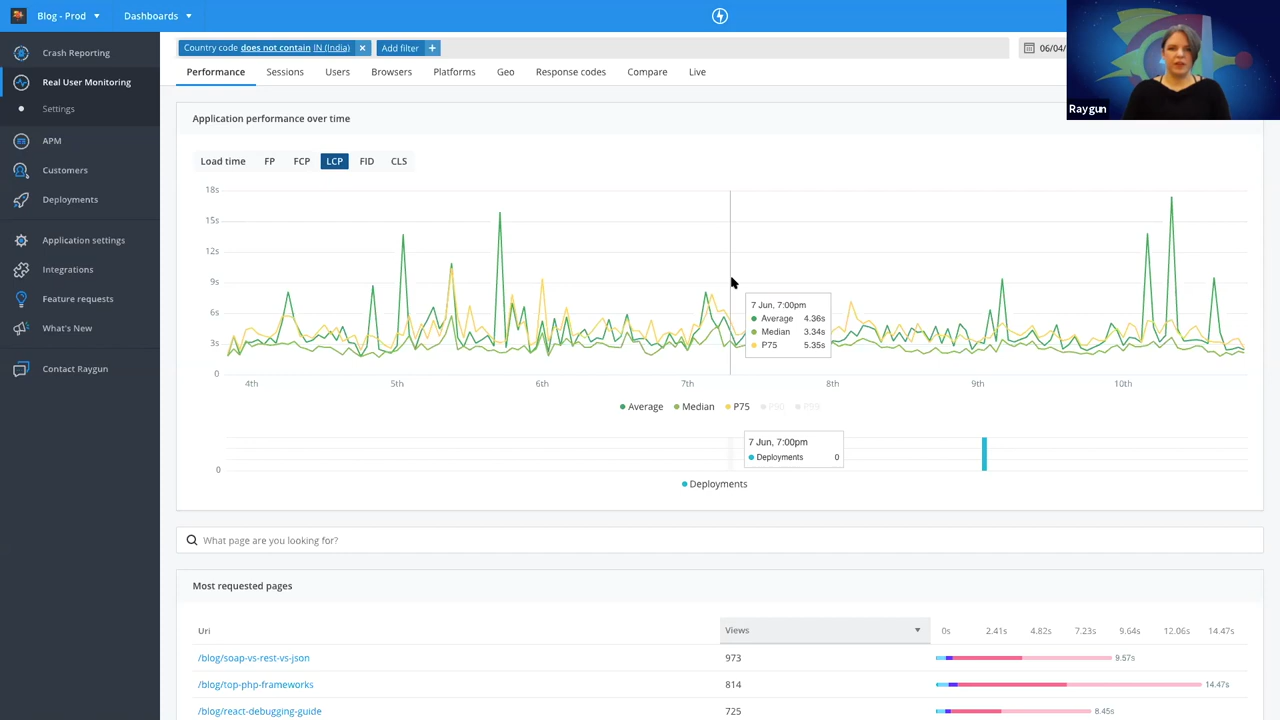 Blog - Prod Dashboards
Country code does not contain IN (India) × Add filter +
06/04/
Raygun
Crash Reporting
Real User Monitoring
Settings
APM
Customers
Deployments
Application settings
Integrations
Feature requests
What's New
Contact Raygun
Performance Sessions Users Browsers Platforms Geo Response codes Compare Live
Application performance over time
Load time FP FCP LCP FID CLS
18s
15s
12s
9s
6s
3s
0
7 Jun, 7:00pm
Average 4.36s
Median 3.34s
P75 5.35s
4th 5th 6th 7th 8th 9th 10th
Average Median P75 P90 P99
7 Jun, 7:00pm
Deployments 0
0
Deployments
What page are you looking for?
Most requested pages
Uri Views 0s 2.41s 4.82s 7.23s 9.64s 12.06s 14.47s
/blog/soap-vs-rest-vs-json 973 9.57s
/blog/top-php-frameworks 814 14.47s
/blog/react-debugging-guide 725 8.45s